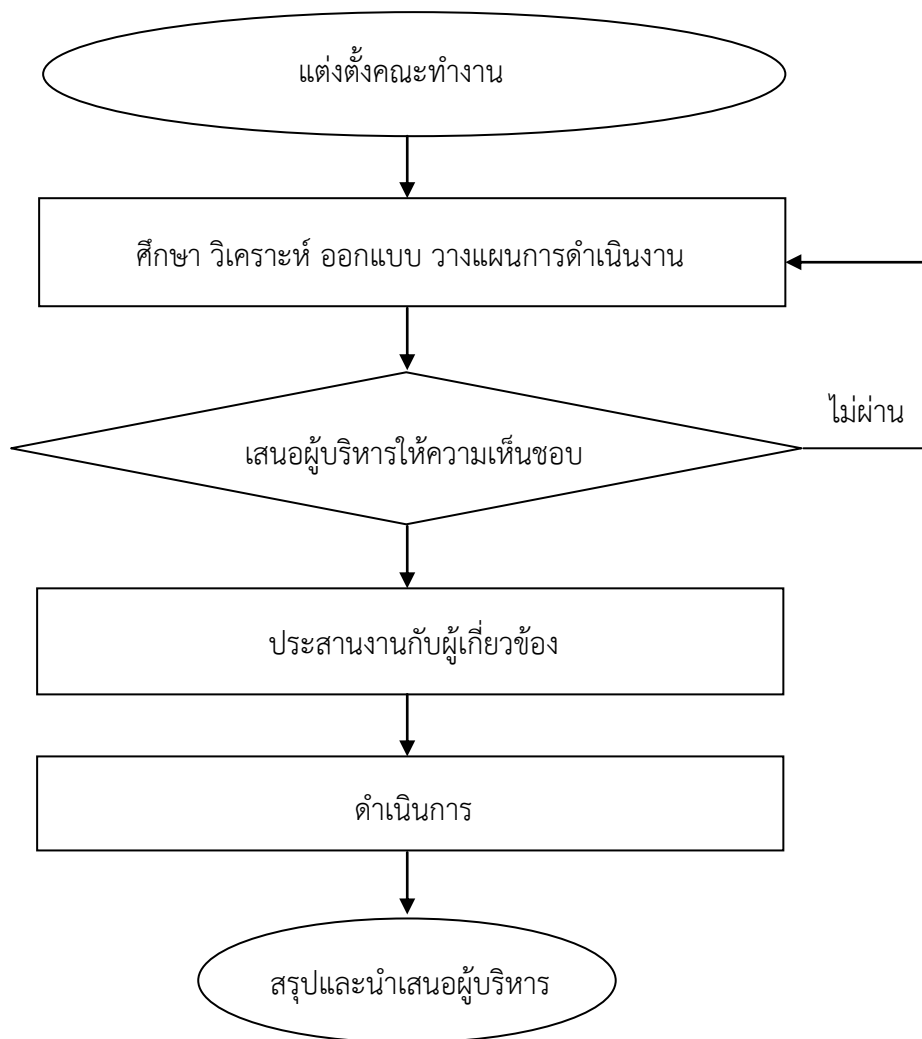 แต่งตั้งคณะทำงาน
ศึกษา วิเคราะห์ ออกแบบ วางแผนการดำเนินงาน
ไม่ผ่าน
เสนอผู้บริหารให้ความเห็นชอบ
ประสานงานกับผู้เกี่ยวข้อง
ดำเนินการ
สรุปและนำเสนอผู้บริหาร